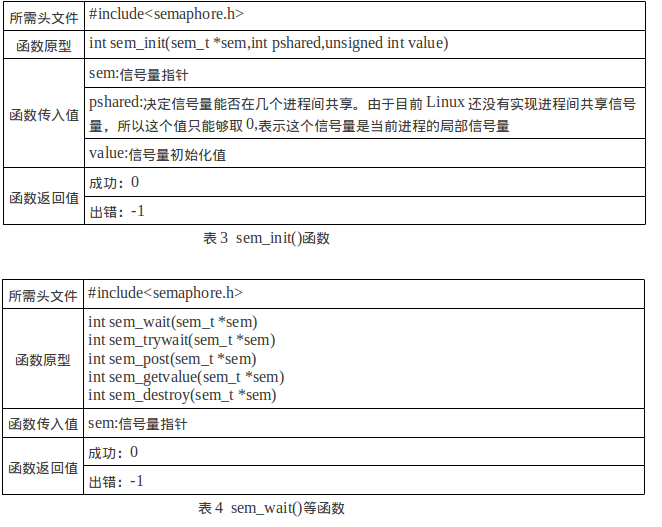 所需头文件 #include<semaphore.h>
函数原型 int sem_init(sem_t *sem,int pshared,unsigned int value)
函数传入值
sem:信号量指针
pshared:决定信号量能否在几个进程间共享。由于目前 Linux 还没有实现进程间共享信号
量，所以这个值只能够取 0,表示这个信号量是当前进程的局部信号量
value:信号量初始化值
函数返回值
成功：0
出错：-1
表 3 sem_init()函数
所需头文件 #include<semaphore.h>
函数原型
int sem_wait(sem_t *sem)
int sem_trywait(sem_t *sem)
int sem_post(sem_t *sem)
int sem_getvalue(sem_t *sem)
int sem_destroy(sem_t *sem)
函数传入值 sem:信号量指针
函数返回值
成功：0
出错：-1
表 4 sem_wait()等函数